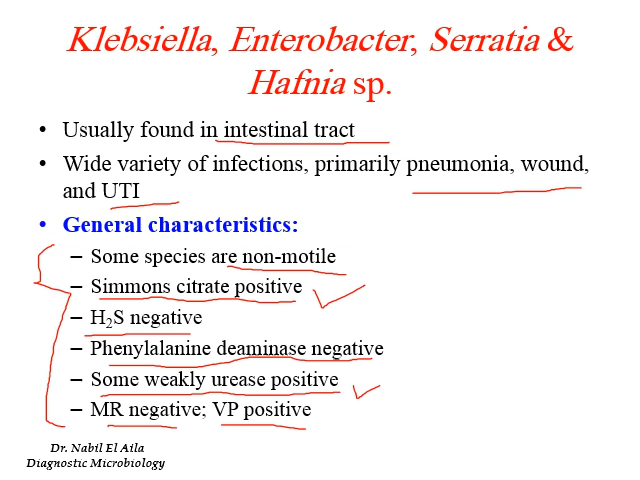 Klebsiella, Enterobacter, Serratia &
Hafnia sp.
• Usually found in intestinal tract
• Wide variety of infections, primarily pneumonia, wound,
and UTI
• General characteristics:
– Some species are non-motile
– Simmons citrate positive
– H₂S negative
– Phenylalanine deaminase negative
– Some weakly urease positive
– MR negative; VP positive
Dr. Nabil El Aila
Diagnostic Microbiology